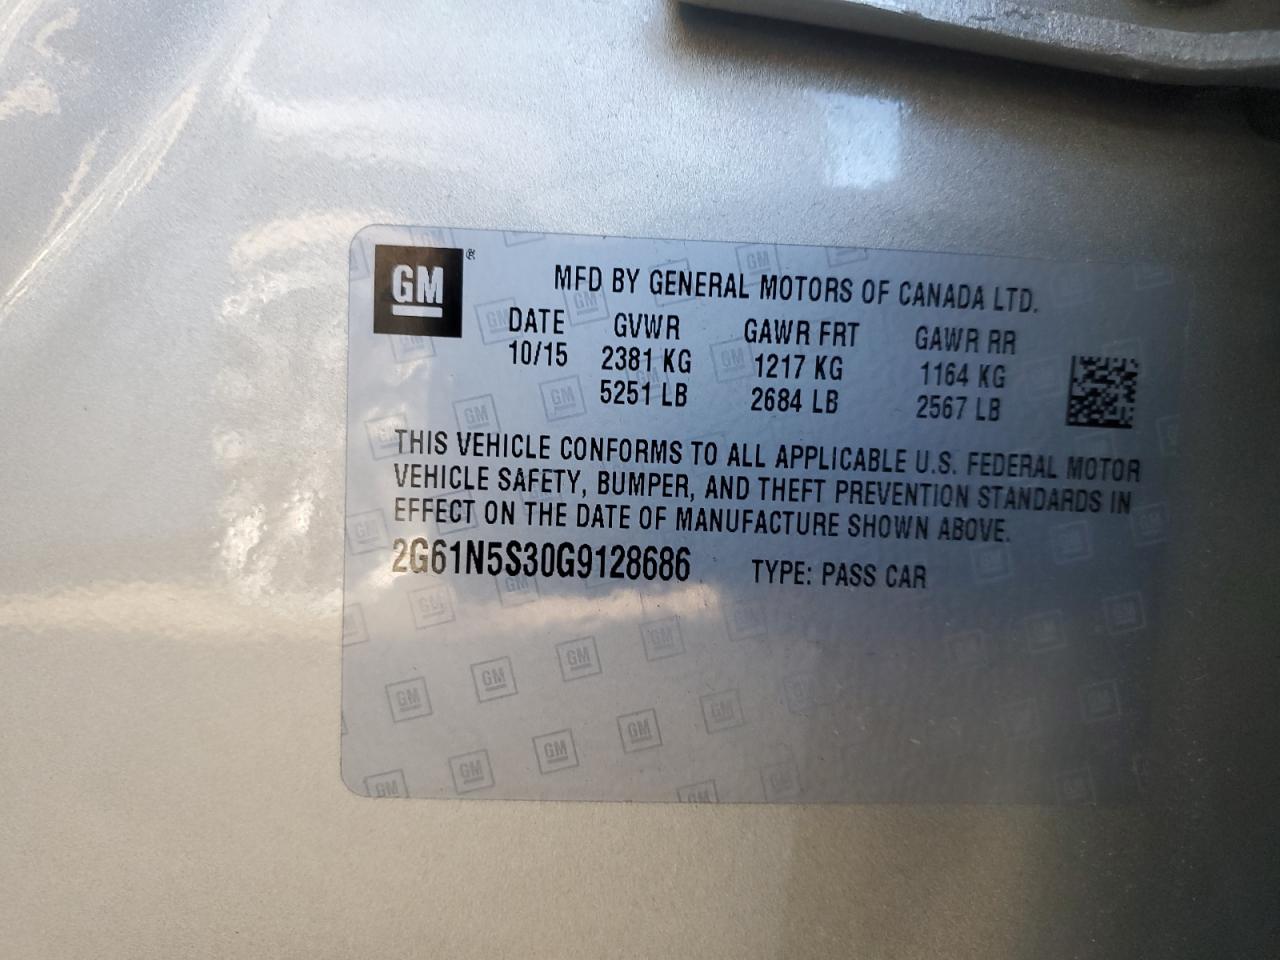 GM ®
MFD BY GENERAL MOTORS OF CANADA LTD.
DATE GVWR GAWR FRT GAWR RR
10/15 2381 KG 1217 KG 1164 KG
5251 LB 2684 LB 2567 LB
THIS VEHICLE CONFORMS TO ALL APPLICABLE U.S. FEDERAL MOTOR
VEHICLE SAFETY, BUMPER, AND THEFT PREVENTION STANDARDS IN
EFFECT ON THE DATE OF MANUFACTURE SHOWN ABOVE.
2G61N5S30G9128686 TYPE: PASS CAR